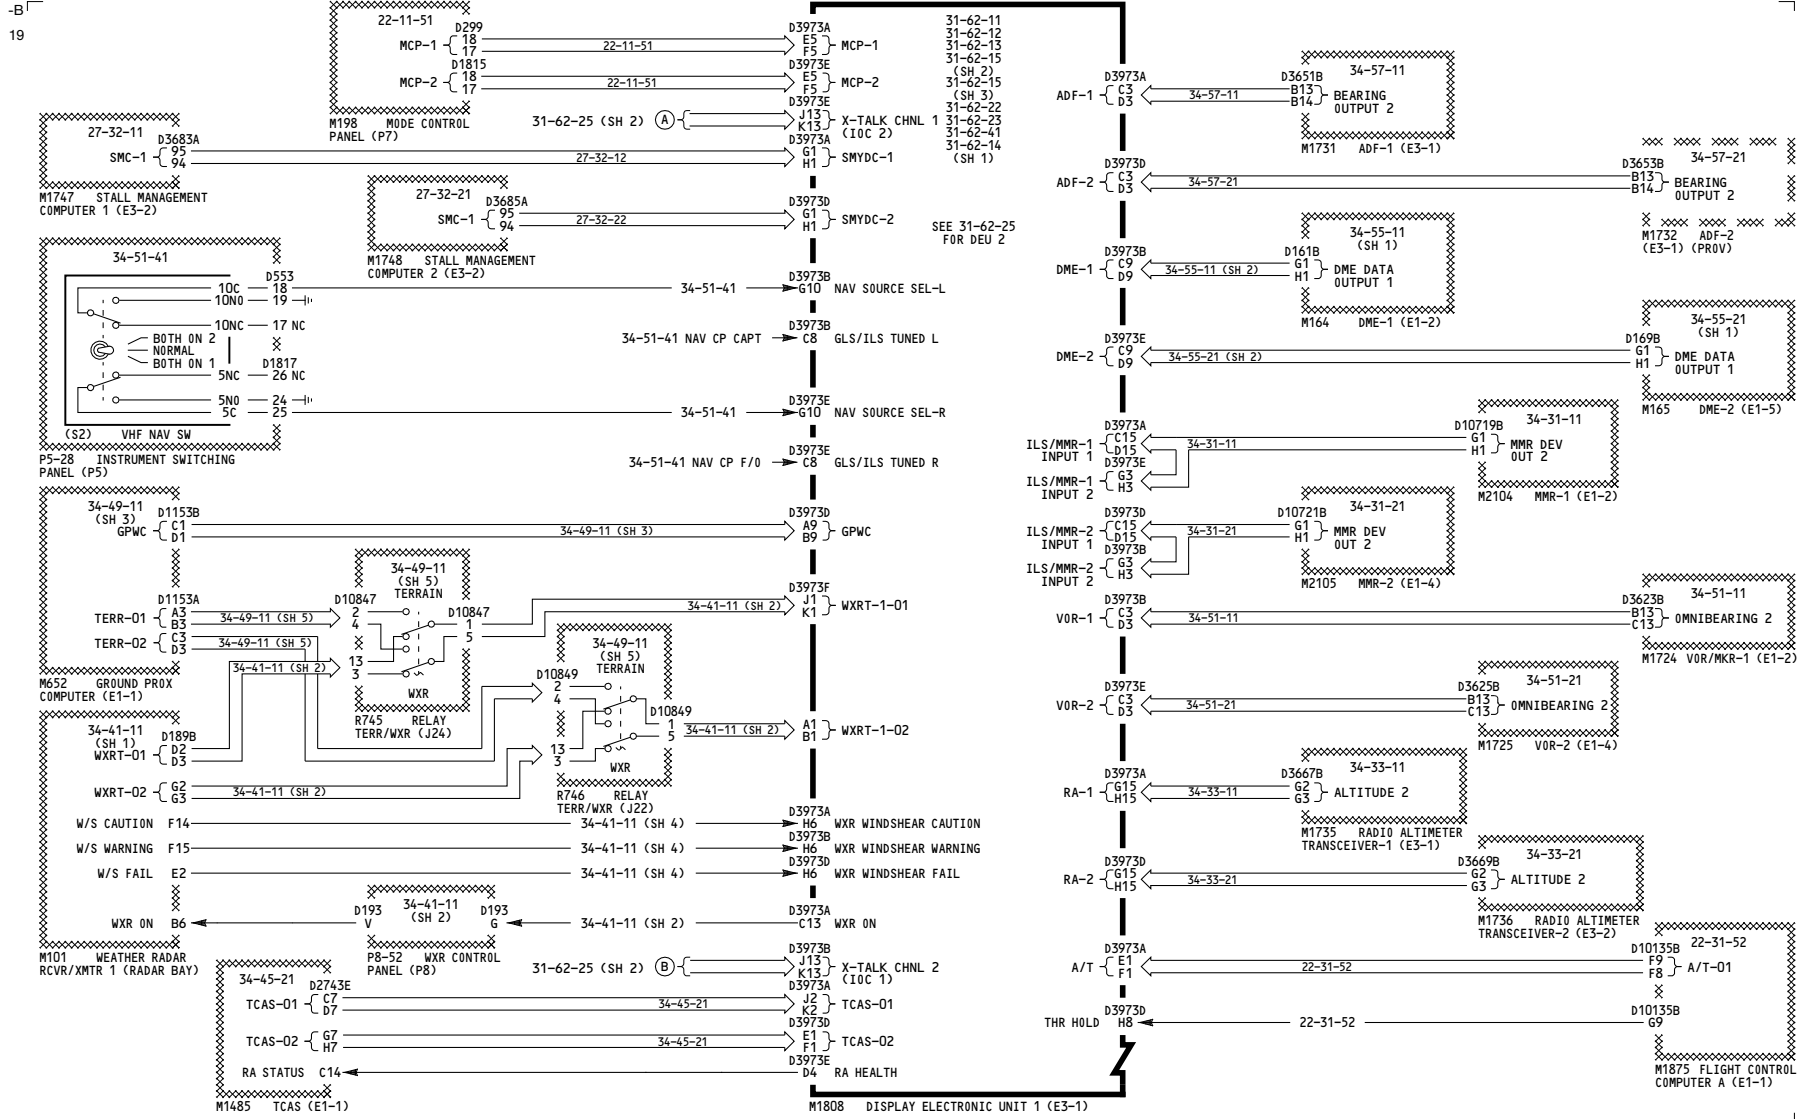 -B
19
22-11-51
D299
MCP-1 18
17
22-11-51
D3973A
E5
F5 MCP-1
D1815
MCP-2 18
17
22-11-51
D3973E
E5
F5 MCP-2
M198 MODE CONTROL
PANEL (P7)
31-62-25 (SH 2) A
D3973E
J13
K13 X-TALK CHNL 1
(IOC 2)
27-32-11
D3683A
SMC-1 95
94
27-32-12
D3973A
G1
H1 SMYDC-1
M1747 STALL MANAGEMENT
COMPUTER 1 (E3-2)
27-32-21
D3685A
SMC-1 95
94
27-32-22
D3973D
G1
H1 SMYDC-2
M1748 STALL MANAGEMENT
COMPUTER 2 (E3-2)
34-51-41
D553
10C 18
34-51-41
D3973B
G10 NAV SOURCE SEL-L
10NO 19
10NC 17 NC
BOTH ON 2
NORMAL
BOTH ON 1
34-51-41 NAV CP CAPT
D3973B
C8 GLS/ILS TUNED L
D1817
5NC 26 NC
5NO 24
5C 25
34-51-41
D3973E
G10 NAV SOURCE SEL-R
(S2) VHF NAV SW
P5-28 INSTRUMENT SWITCHING
PANEL (P5)
34-51-41 NAV CP F/O
D3973E
C8 GLS/ILS TUNED R
34-49-11
(SH 3)
D1153B
GPWC C1
D1
34-49-11 (SH 3)
D3973D
A9
B9 GPWC
D1153A
TERR-01 A3
B3
34-49-11 (SH 5)
TERR-02 C3
D3
34-49-11 (SH 5)
34-41-11 (SH 2)
M652 GROUND PROX
COMPUTER (E1-1)
34-49-11
(SH 5)
TERRAIN
D10847
2
4
13
3
D10847
1
5
WXR
R745 RELAY
TERR/WXR (J24)
34-41-11 (SH 2)
D3973F
J1
K1 WXRT-1-01
34-49-11
(SH 5)
TERRAIN
D10849
2
4
13
3
D10849
1
5
WXR
R746 RELAY
TERR/WXR (J22)
34-41-11 (SH 2)
A1
B1 WXRT-1-02
34-41-11
(SH 1)
D189B
WXRT-01 D2
D3
WXRT-02 G2
G3
34-41-11 (SH 2)
W/S CAUTION F14
34-41-11 (SH 4)
D3973A
H6 WXR WINDSHEAR CAUTION
W/S WARNING F15
34-41-11 (SH 4)
D3973B
H6 WXR WINDSHEAR WARNING
W/S FAIL E2
34-41-11 (SH 4)
D3973D
H6 WXR WINDSHEAR FAIL
WXR ON B6
D193
V
34-41-11
(SH 2)
D193
G
34-41-11 (SH 2)
D3973A
C13 WXR ON
M101 WEATHER RADAR
RCVR/XMTR 1 (RADAR BAY)
P8-52 WXR CONTROL
PANEL (P8)
31-62-25 (SH 2) B
D3973B
J13
K13 X-TALK CHNL 2
(IOC 1)
34-45-21
D2743E
TCAS-01 C7
D7
34-45-21
D3973A
J2
K2 TCAS-01
TCAS-02 G7
H7
34-45-21
D3973D
E1
F1 TCAS-02
RA STATUS C14
D3973E
D4 RA HEALTH
M1485 TCAS (E1-1)
M1808 DISPLAY ELECTRONIC UNIT 1 (E3-1)
31-62-11
31-62-12
31-62-13
31-62-15
(SH 2)
31-62-15
(SH 3)
31-62-22
31-62-23
31-62-41
31-62-14
(SH 1)
SEE 31-62-25
FOR DEU 2
D3973A
ADF-1 C3
D3
34-57-11
D3651B
B13
B14 BEARING
OUTPUT 2
34-57-11
M1731 ADF-1 (E3-1)
D3973D
ADF-2 C3
D3
34-57-21
D3653B
B13
B14 BEARING
OUTPUT 2
34-57-21
M1732 ADF-2
(E3-1) (PROV)
D3973B
DME-1 C9
D9
34-55-11 (SH 2)
D161B
G1
H1 DME DATA
OUTPUT 1
34-55-11
(SH 1)
M164 DME-1 (E1-2)
D3973E
DME-2 C9
D9
34-55-21 (SH 2)
D169B
G1
H1 DME DATA
OUTPUT 1
34-55-21
(SH 1)
M165 DME-2 (E1-5)
D3973A
ILS/MMR-1
INPUT 1 C15
D15
34-31-11
D3973E
ILS/MMR-1
INPUT 2 G3
H3
D10719B
G1
H1 MMR DEV
OUT 2
34-31-11
M2104 MMR-1 (E1-2)
D3973D
ILS/MMR-2
INPUT 1 C15
D15
34-31-21
D3973B
ILS/MMR-2
INPUT 2 G3
H3
D10721B
G1
H1 MMR DEV
OUT 2
34-31-21
M2105 MMR-2 (E1-4)
D3973B
VOR-1 C3
D3
34-51-11
D3623B
B13
C13 OMNIBEARING 2
34-51-11
M1724 VOR/MKR-1 (E1-2)
D3973E
VOR-2 C3
D3
34-51-21
D3625B
B13
C13 OMNIBEARING 2
34-51-21
M1725 VOR-2 (E1-4)
D3973A
RA-1 G15
H15
34-33-11
D3667B
G2
G3 ALTITUDE 2
34-33-11
M1735 RADIO ALTIMETER
TRANSCEIVER-1 (E3-1)
D3973D
RA-2 G15
H15
34-33-21
D3669B
G2
G3 ALTITUDE 2
34-33-21
M1736 RADIO ALTIMETER
TRANSCEIVER-2 (E3-2)
D3973A
A/T E1
F1
22-31-52
D10135B
F9
F8 A/T-01
22-31-52
D3973D
THR HOLD H8
22-31-52
D10135B
G9
M1875 FLIGHT CONTROL
COMPUTER A (E1-1)